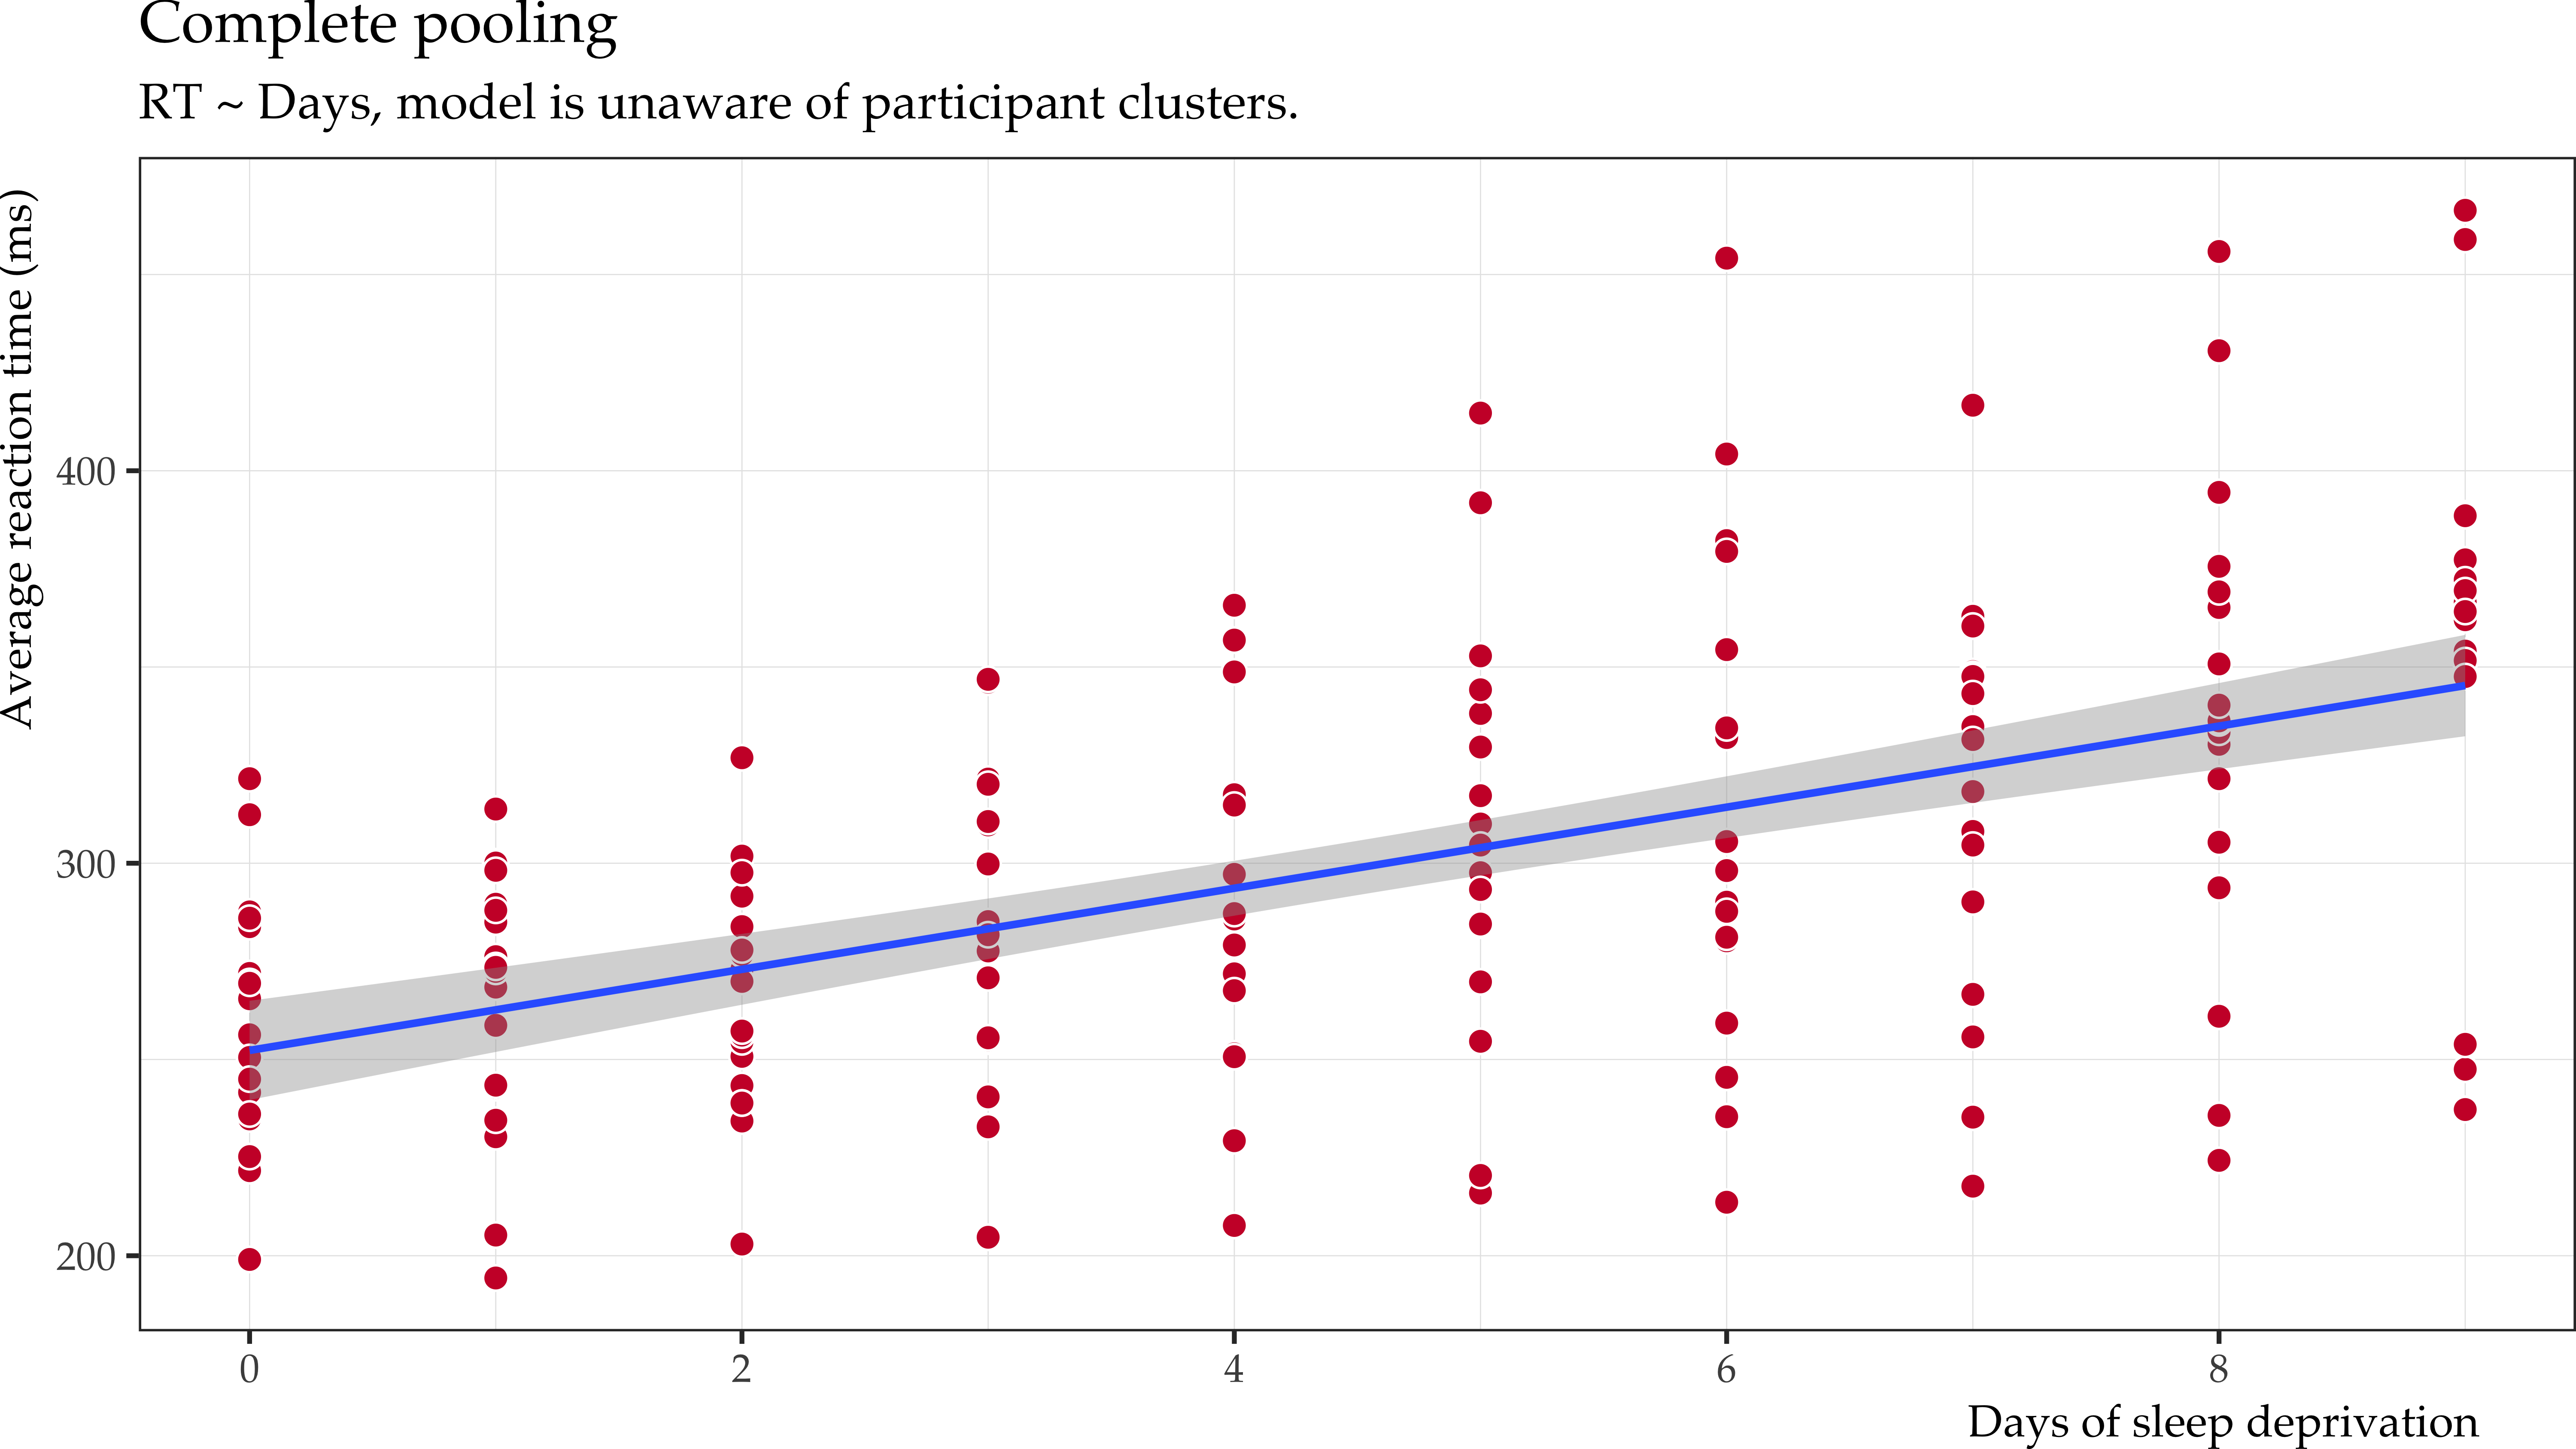 Complete pooling
RT ~ Days, model is unaware of participant clusters.
Average reaction time (ms)
400
300
200
0 2 4 6 8
Days of sleep deprivation